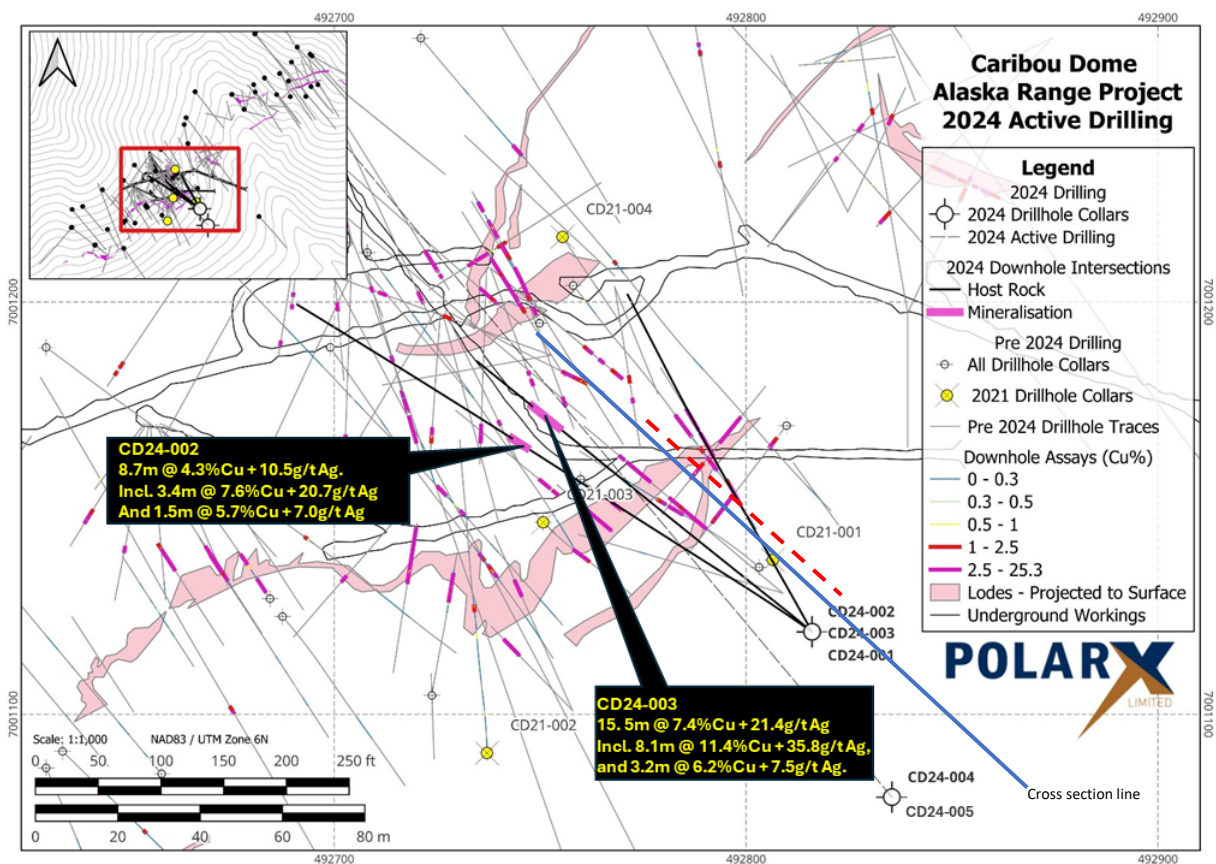 492700
492800
492900
Caribou Dome
Alaska Range Project
2024 Active Drilling
Legend
2024 Drilling
2024 Drillhole Collars
2024 Active Drilling
2024 Downhole Intersections
Host Rock
Mineralisation
Pre 2024 Drilling
All Drillhole Collars
2021 Drillhole Collars
Pre 2024 Drillhole Traces
Downhole Assays (Cu%)
0 - 0.3
0.3 - 0.5
0.5 - 1
1 - 2.5
2.5 - 25.3
Lodes - Projected to Surface
Underground Workings
CD21-004
7001200
7001200
CD24-002
8.7m @ 4.3%Cu + 10.5g/t Ag.
Incl. 3.4m @ 7.6%Cu + 20.7g/t Ag
And 1.5m @ 5.7%Cu + 7.0g/t Ag
CD21-003
CD21-001
CD24-002
CD24-003
CD24-001
POLARX
LIMITED
CD24-003
15. 5m @ 7.4%Cu + 21.4g/t Ag
Incl. 8.1m @ 11.4%Cu + 35.8g/t Ag,
and 3.2m @ 6.2%Cu + 7.5g/t Ag.
CD21-002
7001100
7001100
Scale: 1:1,000
NAD83 / UTM Zone 6N
0 50 100 150 200 250 ft
0 20 40 60 80 m
CD24-004
CD24-005
Cross section line
492700
492800
492900